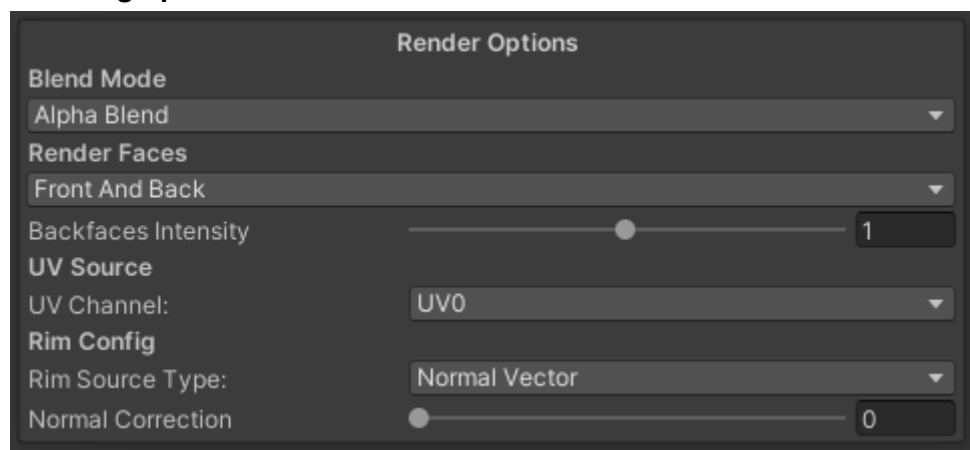 Render Options
Blend Mode
Alpha Blend
Render Faces
Front And Back
Backfaces Intensity 1
UV Source
UV Channel: UV0
Rim Config
Rim Source Type: Normal Vector
Normal Correction 0